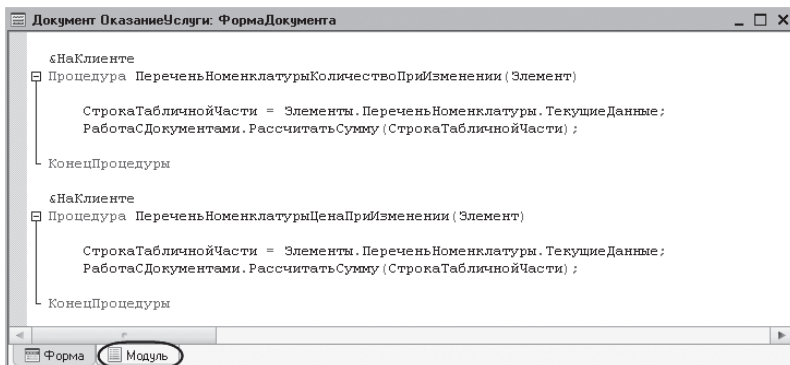 Документ ОказаниеУслуги: ФормаДокумента
&НаКлиенте
Процедура ПереченьНоменклатурыКоличествоПриИзменении(Элемент)
СтрокаТабличнойЧасти = Элементы.ПереченьНоменклатуры.ТекущиеДанные;
РаботаСДокументами.РассчитатьСумму(СтрокаТабличнойЧасти);
КонецПроцедуры
&НаКлиенте
Процедура ПереченьНоменклатурыЦенаПриИзменении(Элемент)
СтрокаТабличнойЧасти = Элементы.ПереченьНоменклатуры.ТекущиеДанные;
РаботаСДокументами.РассчитатьСумму(СтрокаТабличнойЧасти);
КонецПроцедуры
Форма Модуль